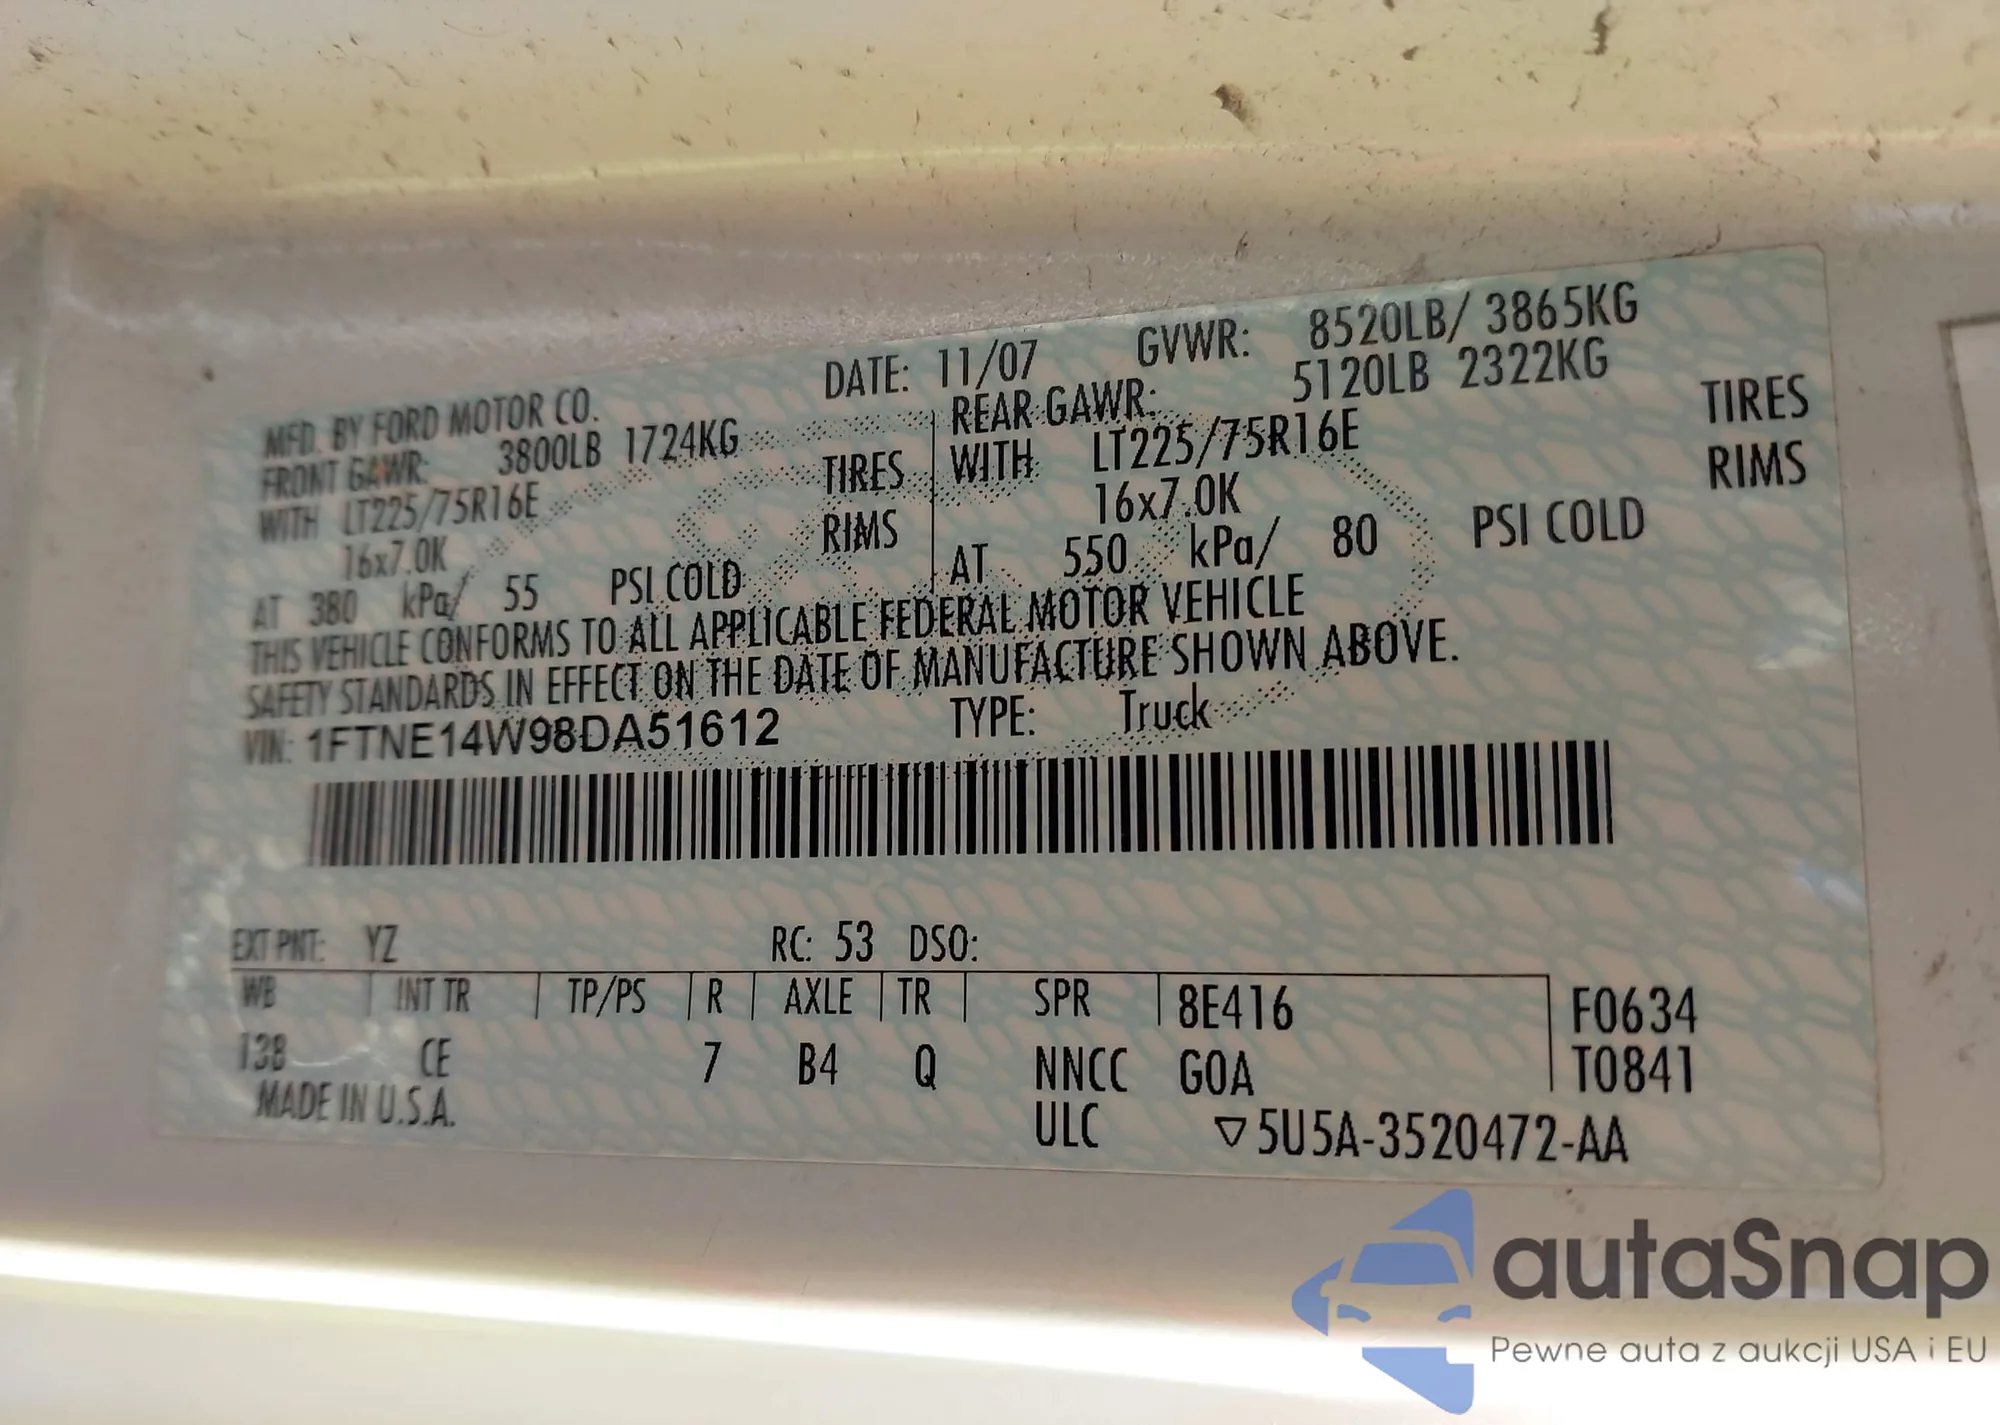 MFD. BY FORD MOTOR CO. DATE: 11/07 GVWR: 8520LB/ 3865KG
FRONT GAWR: 3800LB 1724KG REAR GAWR: 5120LB 2322KG
WITH LT225/75R16E TIRES WITH LT225/75R16E TIRES
16x7.0K RIMS 16x7.0K RIMS
AT 380 kPa/ 55 PSI COLD AT 550 kPa/ 80 PSI COLD
THIS VEHICLE CONFORMS TO ALL APPLICABLE FEDERAL MOTOR VEHICLE
SAFETY STANDARDS IN EFFECT ON THE DATE OF MANUFACTURE SHOWN ABOVE.
VIN: 1FTNE14W98DA51612 TYPE: Truck
EXT PNT: YZ RC: 53 DSO:
WB INT TR TP/PS R AXLE TR SPR 8E416 F0634
138 CE 7 B4 Q NNCC GOA T0841
MADE IN U.S.A. ULC ▽5U5A-3520472-AA
autaSnap
Pewne auta z aukcji USA i EU